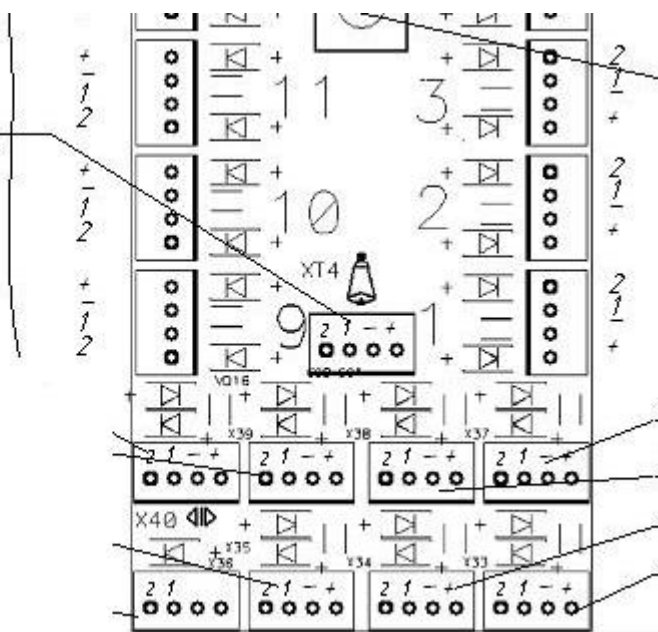 + 11 3 2
- 1
1 -
2 +
+ 10 2 2
- 1
1 -
2 +
XT4
+ 9 2 1 - + 1 2
- 1
1 -
2 +
VD16
X39 X38 X37
2 1 - + 2 1 - + 2 1 - + 2 1 - +
X40
X35
X36 X34 X33
2 1 2 1 - + 2 1 - + 2 1 - +